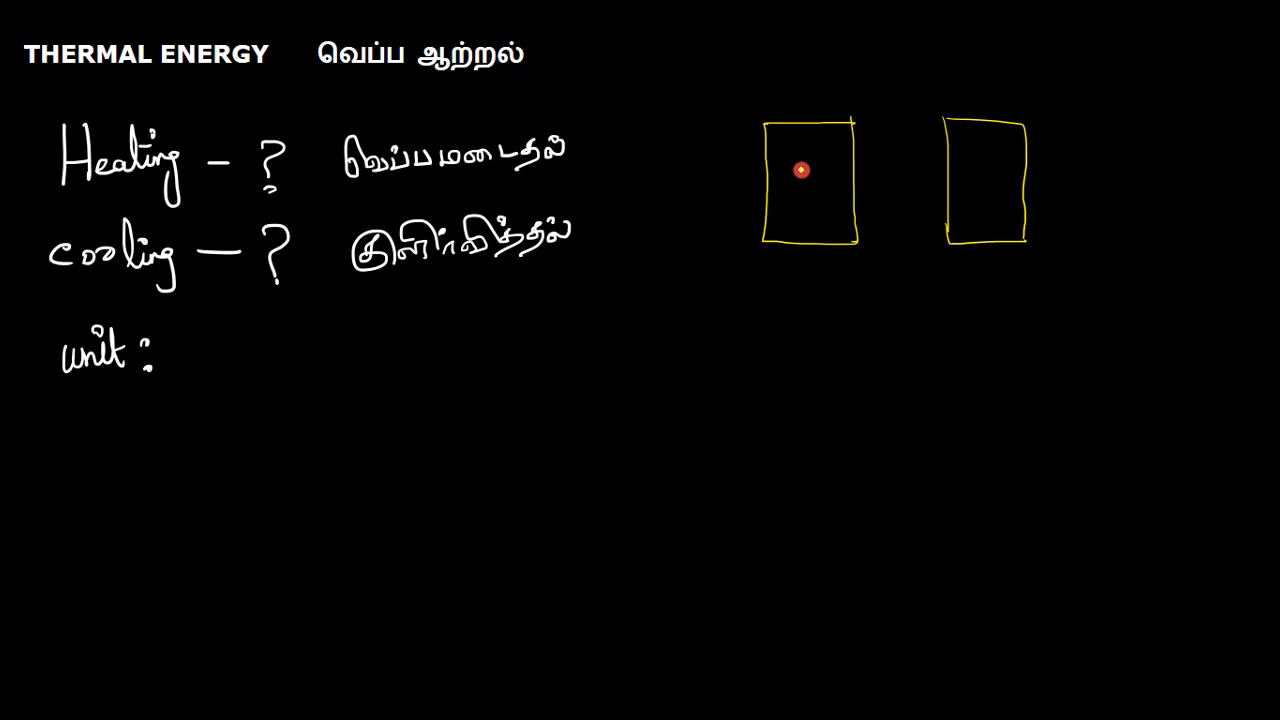 THERMAL ENERGY வெப்ப ஆற்றல்
Heating - ? வெப்பமடைதல்
cooling - ? குளிர்வித்தல்
unit :